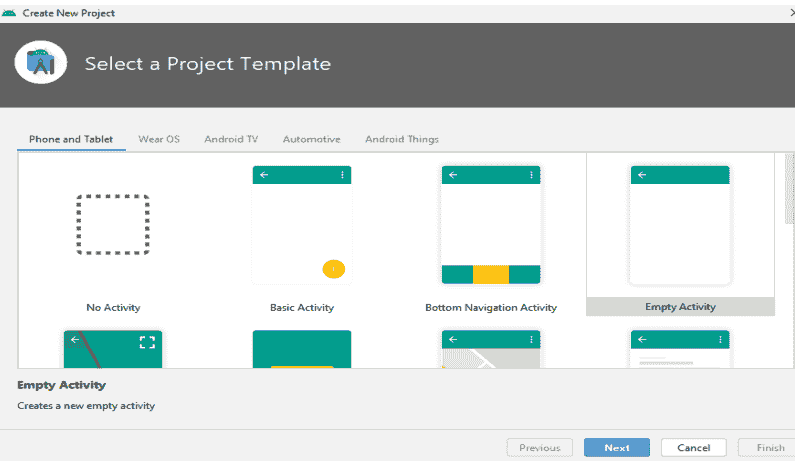 Create New Project
Select a Project Template
Phone and Tablet Wear OS Android TV Automotive Android Things
No Activity Basic Activity Bottom Navigation Activity Empty Activity
Empty Activity
Creates a new empty activity
Previous Next Cancel Finish